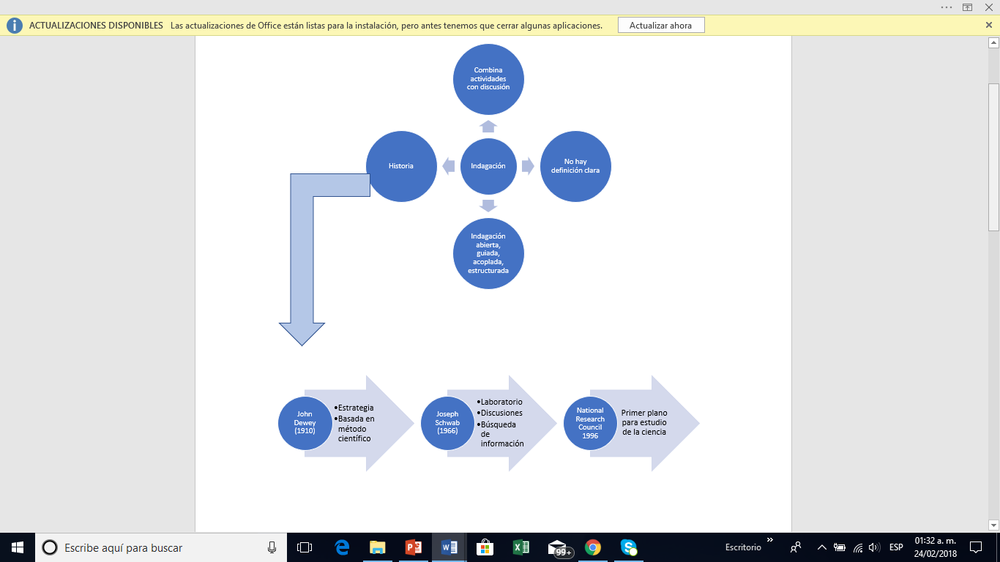 ACTUALIZACIONES DISPONIBLES Las actualizaciones de Office están listas para la instalación, pero antes tenemos que cerrar algunas aplicaciones. Actualizar ahora
Combina
actividades
con discusión
Historia
Indagación
No hay
definición clara
Indagación
abierta,
guiada,
acoplada,
estructurada
John
Dewey
(1910)
•Estrategia
•Basada en
método
científico
Joseph
Schwab
(1966)
•Laboratorio
•Discusiones
•Búsqueda
de
información
National
Research
Council
1996
Primer plano
para estudio
de la ciencia
Escribe aquí para buscar
99+
Escritorio
ESP
01:32 a. m.
24/02/2018